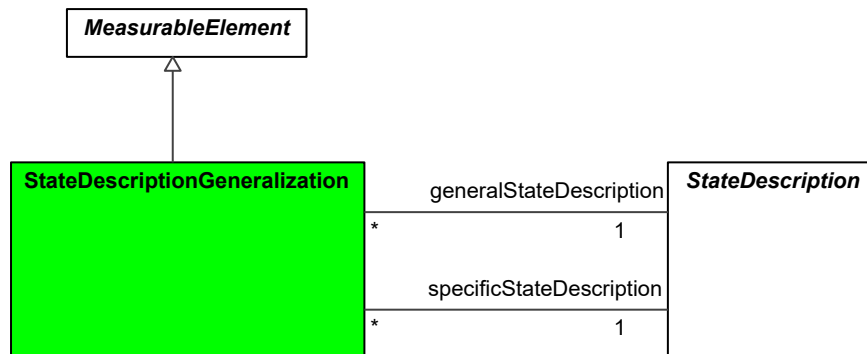 MeasurableElement
StateDescriptionGeneralization
generalStateDescription
StateDescription
*
1
specificStateDescription
*
1